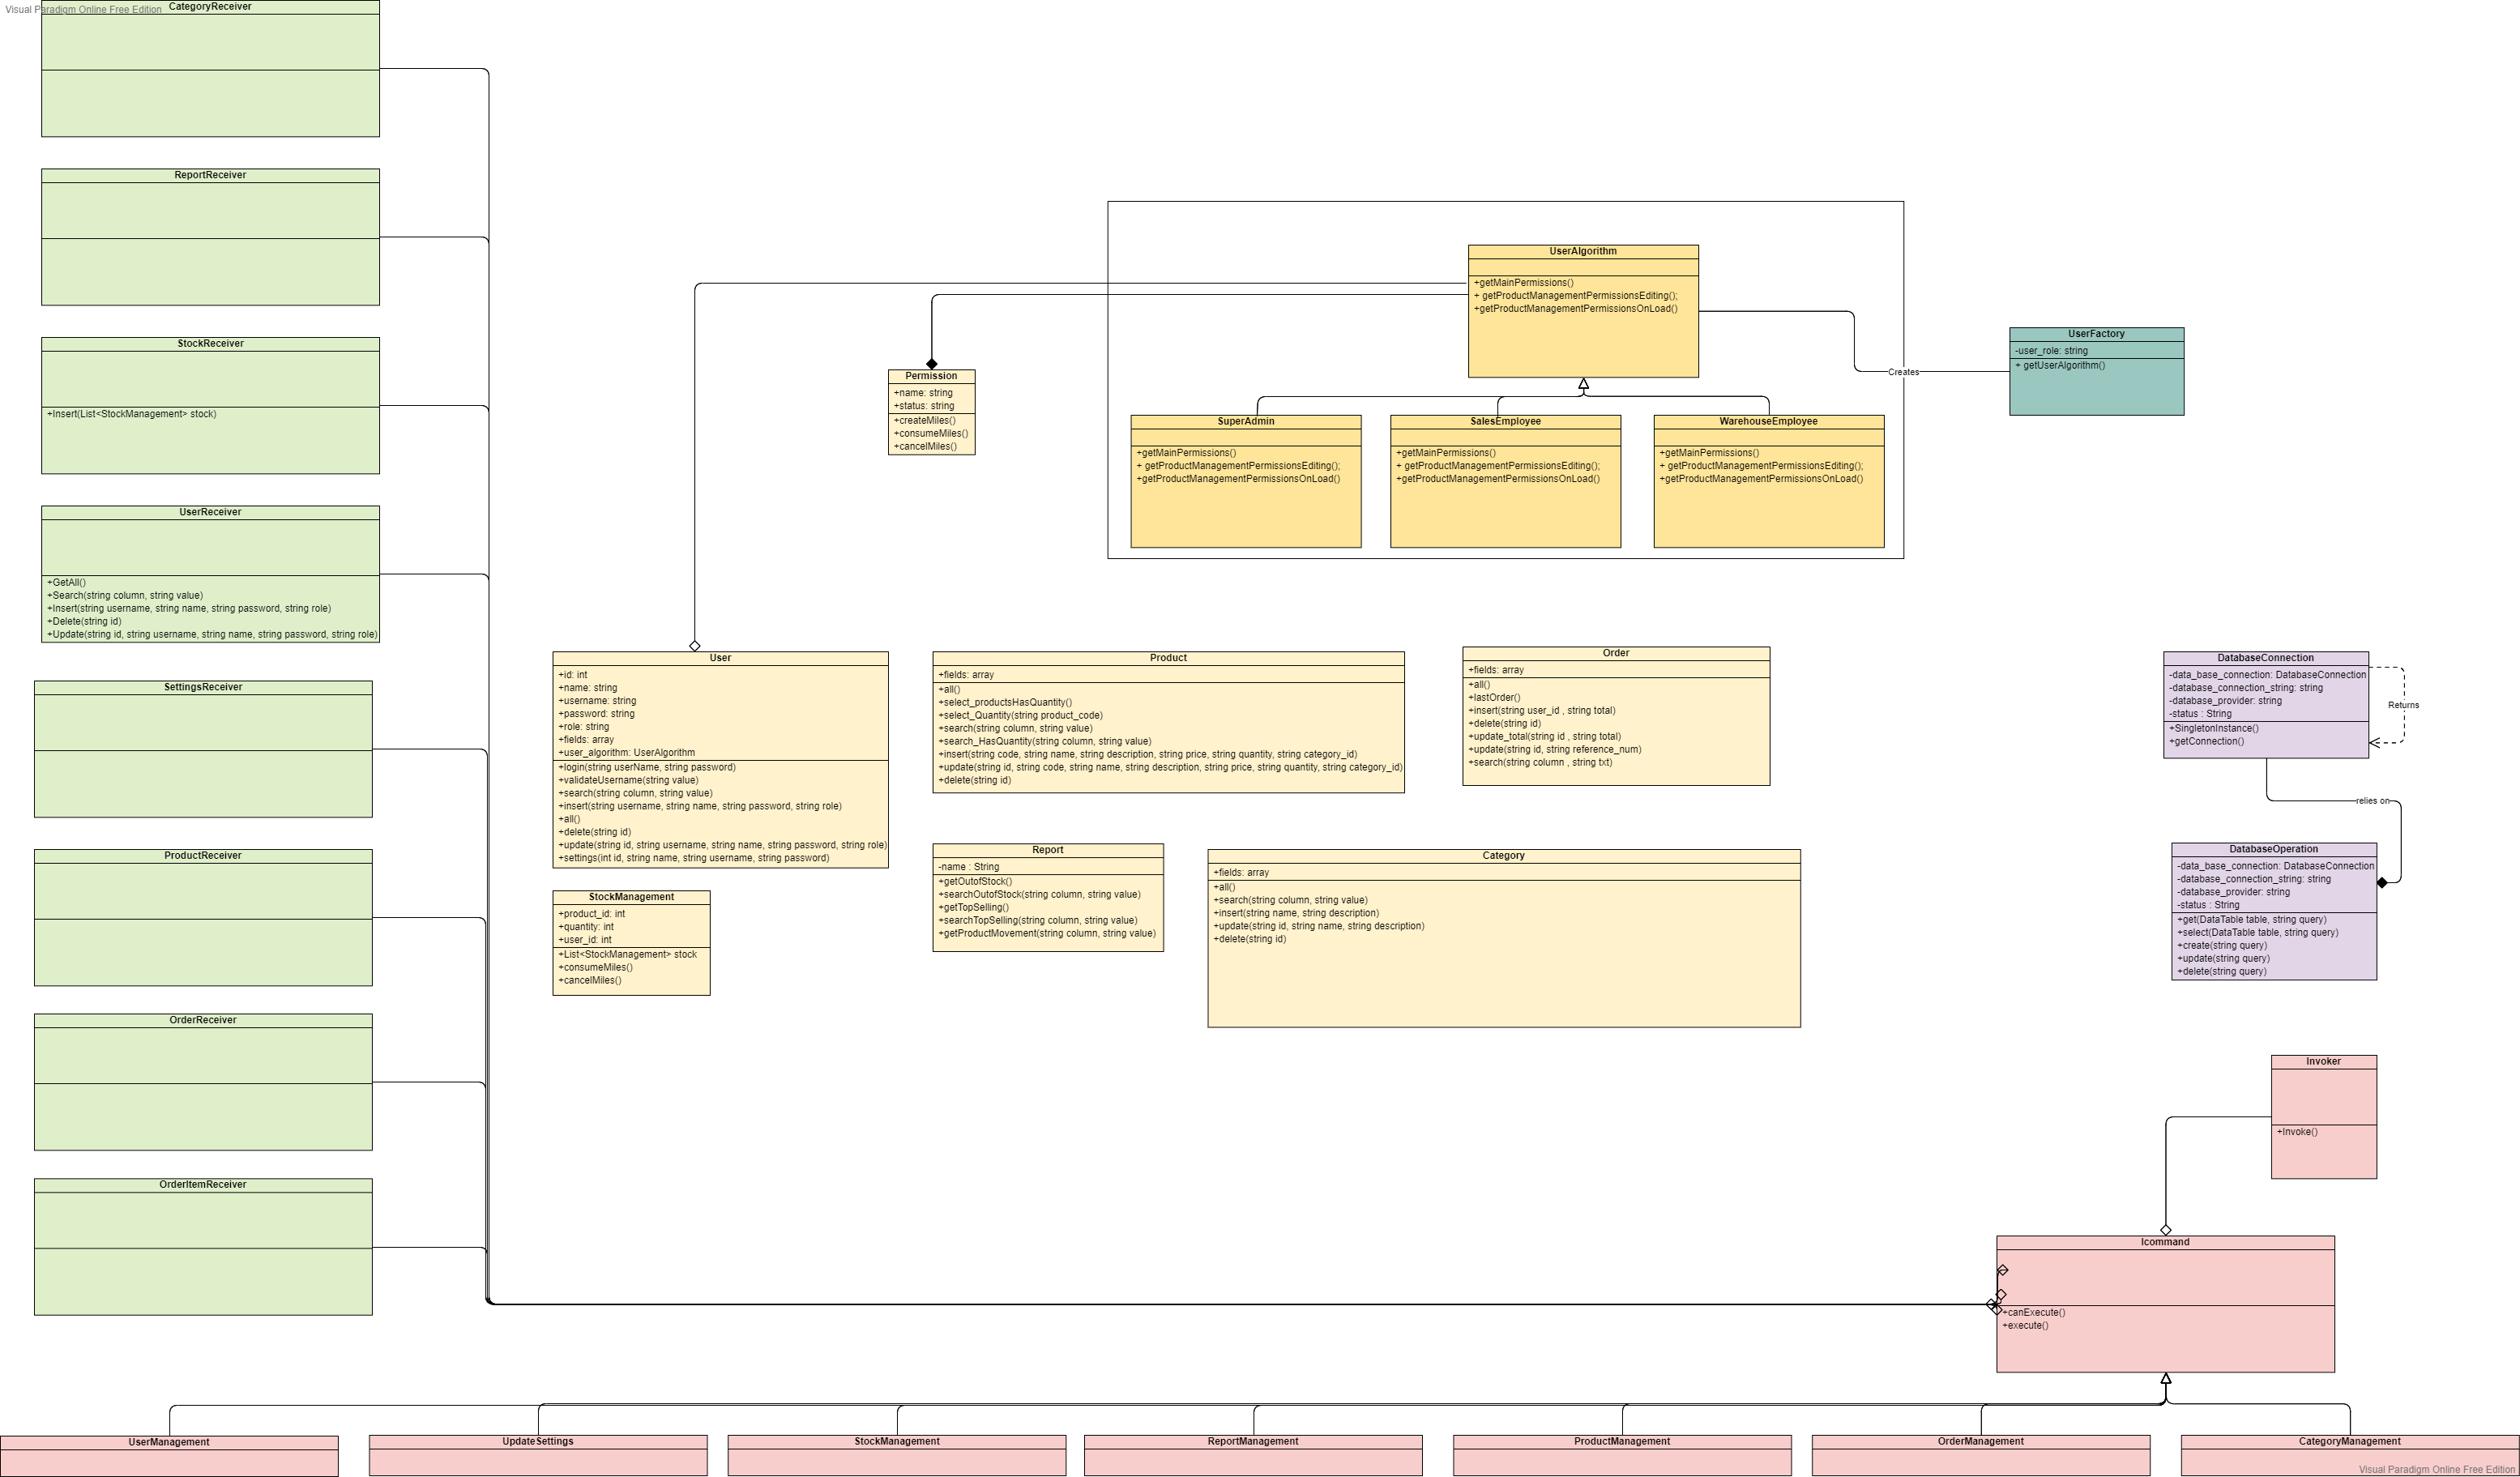 Visual Paradigm Online Free Edition
CategoryReceiver
ReportReceiver
StockReceiver
+Insert(List<StockManagement> stock)
UserReceiver
+GetAll()
+Search(string column, string value)
+Insert(string username, string name, string password, string role)
+Delete(string id)
+Update(string id, string username, string name, string password, string role)
SettingsReceiver
ProductReceiver
OrderReceiver
OrderItemReceiver
UserAlgorithm
+getMainPermissions()
+ getProductManagementPermissionsEditing();
+getProductManagementPermissionsOnLoad()
Permission
+name: string
+status: string
+createMiles()
+consumeMiles()
+cancelMiles()
SuperAdmin
+getMainPermissions()
+ getProductManagementPermissionsEditing();
+getProductManagementPermissionsOnLoad()
SalesEmployee
+getMainPermissions()
+ getProductManagementPermissionsEditing();
+getProductManagementPermissionsOnLoad()
WarehouseEmployee
+getMainPermissions()
+ getProductManagementPermissionsEditing();
+getProductManagementPermissionsOnLoad()
Creates
UserFactory
-user_role: string
+ getUserAlgorithm()
User
+id: int
+name: string
+username: string
+password: string
+role: string
+fields: array
+user_algorithm: UserAlgorithm
+login(string userName, string password)
+validateUsername(string value)
+search(string column, string value)
+insert(string username, string name, string password, string role)
+all()
+delete(string id)
+update(string id, string username, string name, string password, string role)
+settings(int id, string name, string username, string password)
Product
+fields: array
+all()
+select_productsHasQuantity()
+select_Quantity(string product_code)
+search(string column, string value)
+search_HasQuantity(string column, string value)
+insert(string code, string name, string description, string price, string quantity, string category_id)
+update(string id, string code, string name, string description, string price, string quantity, string category_id)
+delete(string id)
Order
+fields: array
+all()
+lastOrder()
+insert(string user_id , string total)
+delete(string id)
+update_total(string id , string total)
+update(string id, string reference_num)
+search(string column , string txt)
DatabaseConnection
-data_base_connection: DatabaseConnection
-database_connection_string: string
-database_provider: string
-status : String
+SingletonInstance()
+getConnection()
Returns
relies on
StockManagement
+product_id: int
+quantity: int
+user_id: int
+List<StockManagement> stock
+consumeMiles()
+cancelMiles()
Report
-name : String
+getOutofStock()
+searchOutofStock(string column, string value)
+getTopSelling()
+searchTopSelling(string column, string value)
+getProductMovement(string column, string value)
Category
+fields: array
+all()
+search(string column, string value)
+insert(string name, string description)
+update(string id, string name, string description)
+delete(string id)
DatabaseOperation
-data_base_connection: DatabaseConnection
-database_connection_string: string
-database_provider: string
-status : String
+get(DataTable table, string query)
+select(DataTable table, string query)
+create(string query)
+update(string query)
+delete(string query)
Invoker
+Invoke()
Icommand
+canExecute()
+execute()
UserManagement
UpdateSettings
StockManagement
ReportManagement
ProductManagement
OrderManagement
CategoryManagement
Visual Paradigm Online Free Edition